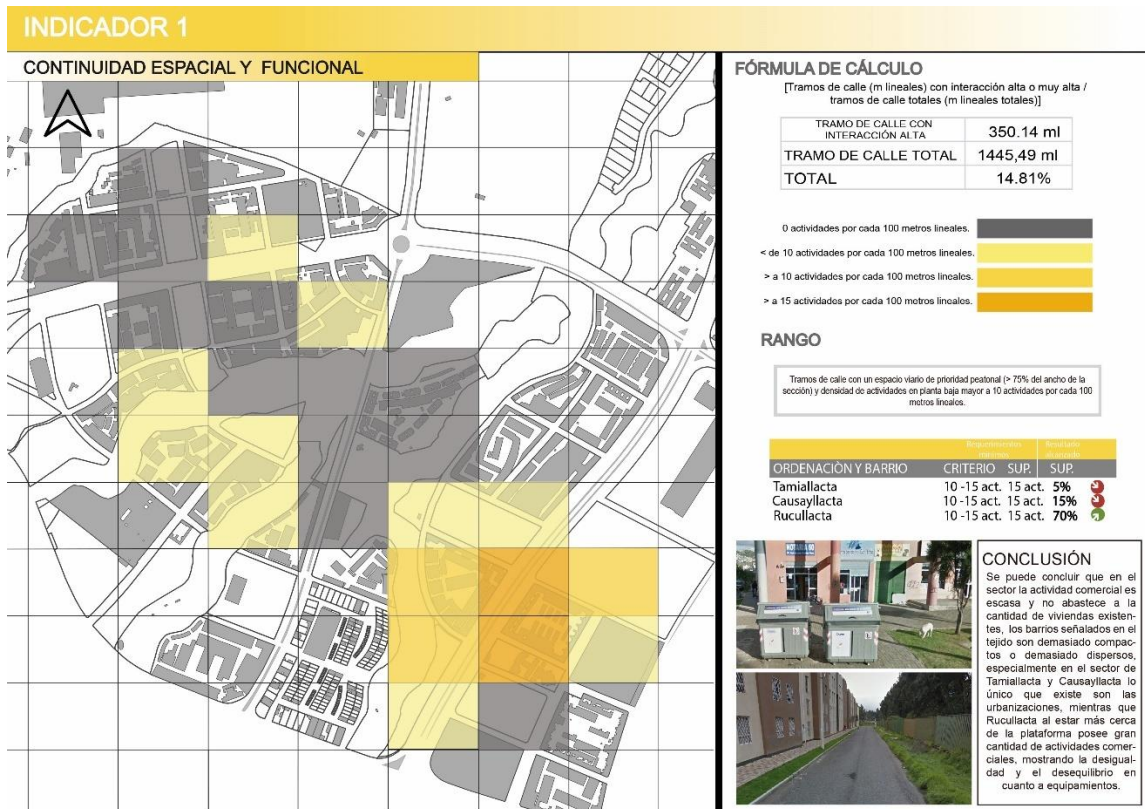 INDICADOR 1
CONTINUIDAD ESPACIAL Y FUNCIONAL
FÓRMULA DE CÁLCULO
[Tramos de calle (m lineales) con interacción alta o muy alta /
tramos de calle totales (m lineales totales)]
TRAMO DE CALLE CON
INTERACCIÓN ALTA
350.14 ml
TRAMO DE CALLE TOTAL 1445,49 ml
TOTAL 14.81%
0 actividades por cada 100 metros lineales.
< de 10 actividades por cada 100 metros lineales.
> a 10 actividades por cada 100 metros lineales.
> a 15 actividades por cada 100 metros lineales.
RANGO
Tramos de calle con un espacio viario de prioridad peatonal (> 75% del ancho de la
sección) y densidad de actividades en planta baja mayor a 10 actividades por cada 100
metros lineales.
Requerimientos
mínimos
Resultado
alcanzado
ORDENACIÒN Y BARRIO CRITERIO SUP. SUP.
Tamiallacta 10 -15 act. 15 act. 5%
Causayllacta 10 -15 act. 15 act. 15%
Rucullacta 10 -15 act. 15 act. 70%
NOTARIA 90
CONCLUSIÓN
Se puede concluir que en el
sector la actividad comercial es
escasa y no abastece a la
cantidad de viviendas existen-
tes, los barrios señalados en el
tejido son demasiado compac-
tos o demasiado dispersos,
especialmente en el sector de
Tamiallacta y Causayllacta lo
único que existe son las
urbanizaciones, mientras que
Rucullacta al estar más cerca
de la plataforma posee gran
cantidad de actividades comer-
ciales, mostrando la desigual-
dad y el desequilibrio en
cuanto a equipamientos.